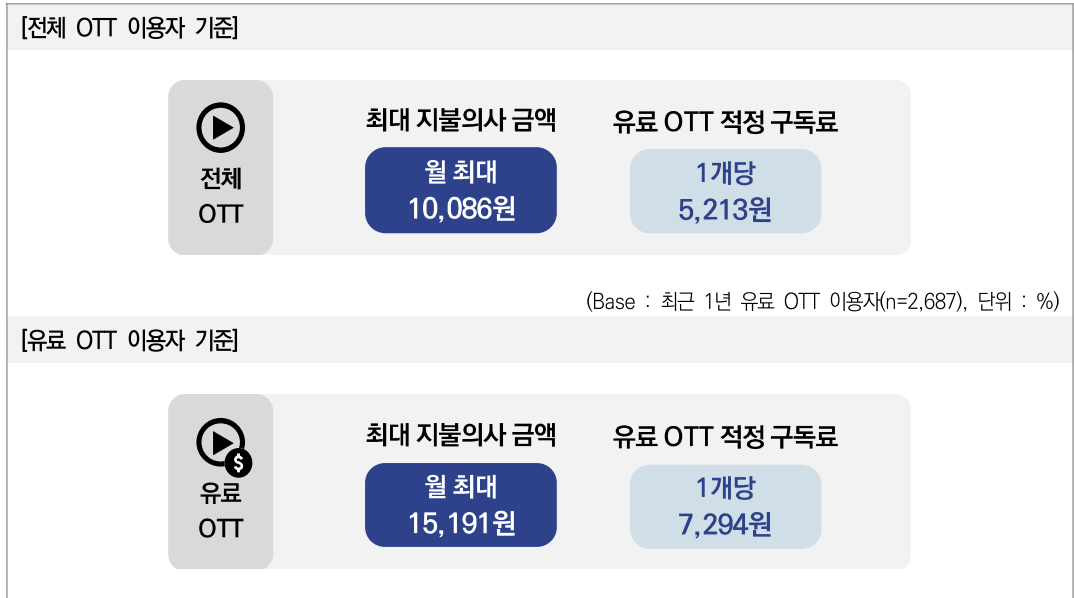 [전체 OTT 이용자 기준]
최대 지불의사 금액 유료 OTT 적정 구독료
전체
OTT
월 최대
10,086원
1개당
5,213원
(Base : 최근 1년 유료 OTT 이용자(n=2,687), 단위 : %)
[유료 OTT 이용자 기준]
최대 지불의사 금액 유료 OTT 적정 구독료
$
유료
OTT
월 최대
15,191원
1개당
7,294원